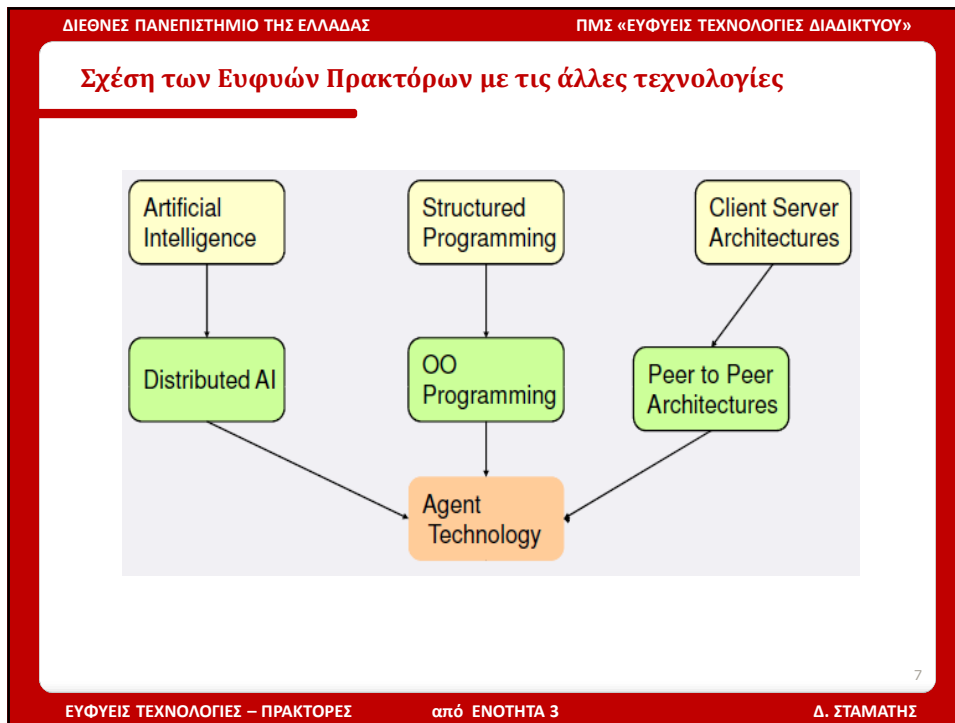 ΔΙΕΘΝΕΣ ΠΑΝΕΠΙΣΤΗΜΙΟ ΤΗΣ ΕΛΛΑΔΑΣ
ΠΜΣ «ΕΥΦΥΕΙΣ ΤΕΧΝΟΛΟΓΙΕΣ ΔΙΑΔΙΚΤΥΟΥ»
Σχέση των Ευφυών Πρακτόρων με τις άλλες τεχνολογίες
Artificial
Intelligence
Structured
Programming
Client Server
Architectures
Distributed AI
OO
Programming
Peer to Peer
Architectures
Agent
Technology
7
ΕΥΦΥΕΙΣ ΤΕΧΝΟΛΟΓΙΕΣ – ΠΡΑΚΤΟΡΕΣ
από ΕΝΟΤΗΤΑ 3
Δ. ΣΤΑΜΑΤΗΣ